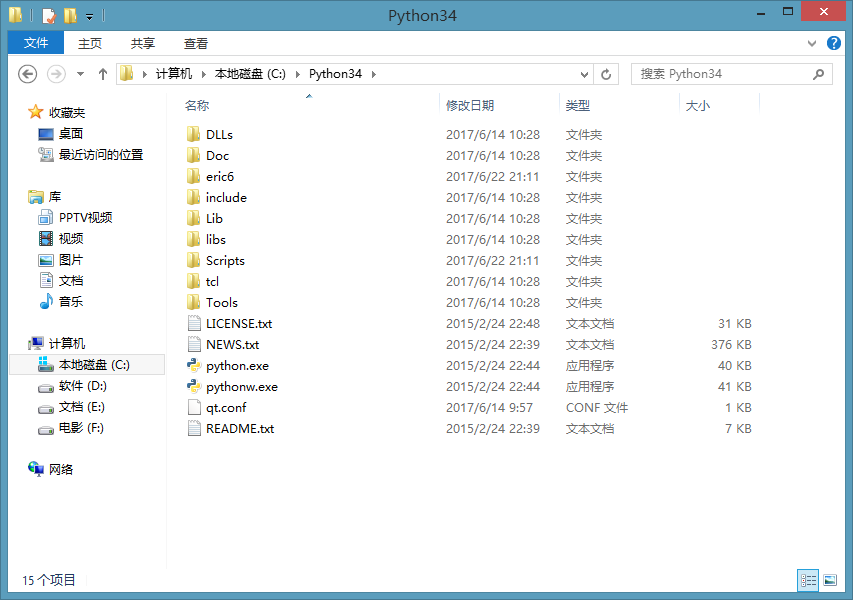 Python34
文件 主页 共享 查看
计算机 本地磁盘 (C:) Python34 搜索 Python34
收藏夹
桌面
最近访问的位置
库
PPTV视频
视频
图片
文档
音乐
计算机
本地磁盘 (C:)
软件 (D:)
文档 (E:)
电影 (F:)
网络
名称 修改日期 类型 大小
DLLs 2017/6/14 10:28 文件夹
Doc 2017/6/14 10:28 文件夹
eric6 2017/6/22 21:11 文件夹
include 2017/6/14 10:28 文件夹
Lib 2017/6/14 10:28 文件夹
libs 2017/6/14 10:28 文件夹
Scripts 2017/6/22 21:11 文件夹
tcl 2017/6/14 10:28 文件夹
Tools 2017/6/14 10:28 文件夹
LICENSE.txt 2015/2/24 22:48 文本文档 31 KB
NEWS.txt 2015/2/24 22:39 文本文档 376 KB
python.exe 2015/2/24 22:44 应用程序 40 KB
pythonw.exe 2015/2/24 22:44 应用程序 41 KB
qt.conf 2017/6/14 9:57 CONF 文件 1 KB
README.txt 2015/2/24 22:39 文本文档 7 KB
15 个项目